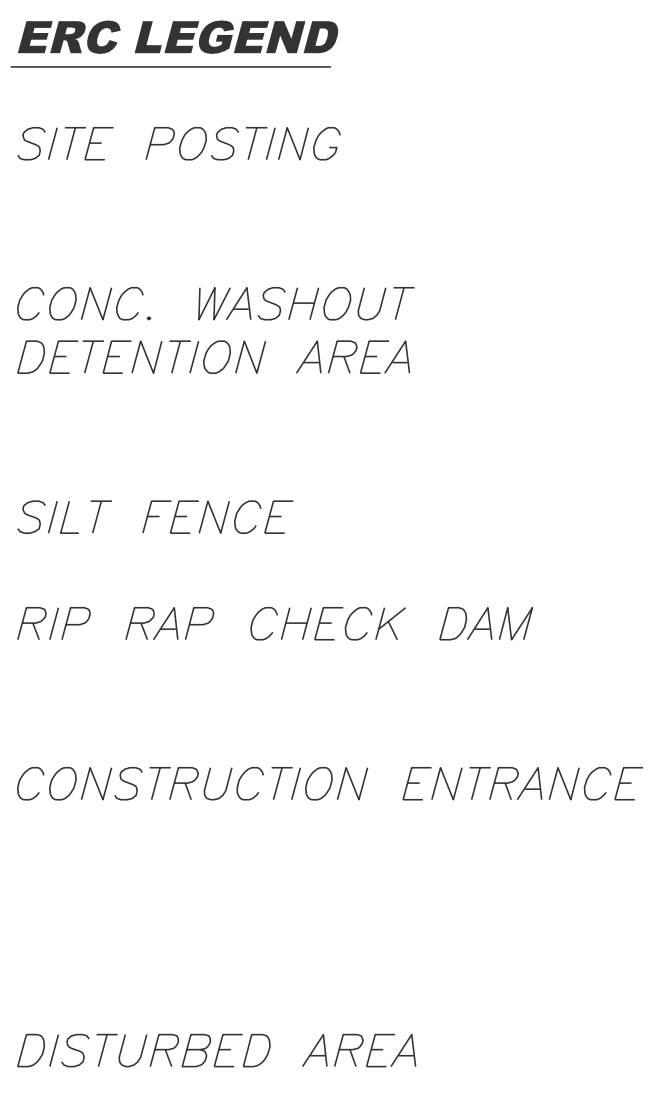 ERC LEGEND
SITE POSTING
CONC. WASHOUT
DETENTION AREA
SILT FENCE
RIP RAP CHECK DAM
CONSTRUCTION ENTRANCE
DISTURBED AREA